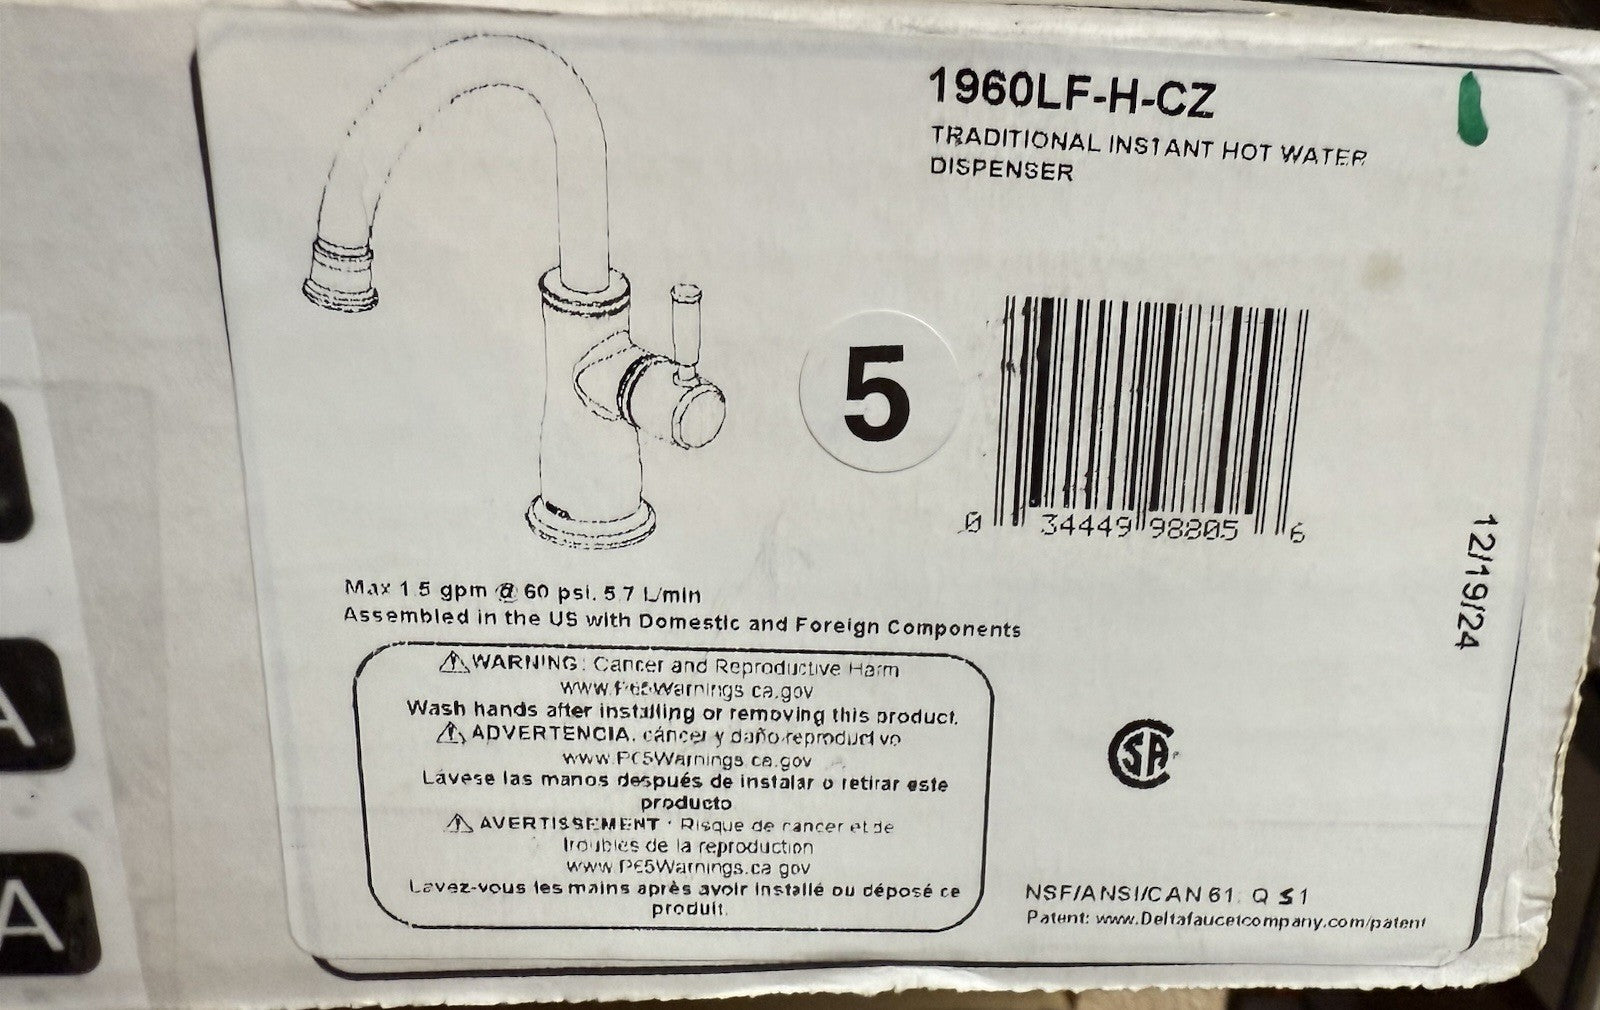 1960LF-H-CZ
TRADITIONAL INSTANT HOT WATER
DISPENSER
5
0 34449 98805 6
12/19/24
Max 1.5 gpm @ 60 psi. 5.7 L/min
Assembled in the US with Domestic and Foreign Components
⚠WARNING: Cancer and Reproductive Harm
www.P65Warnings.ca.gov
Wash hands after installing or removing this product.
⚠ ADVERTENCIA. cáncer y daño reproductivo
www.P65Warnings.ca.gov
Lávese las manos después de instalar o retirar este
producto
⚠ AVERTISSEMENT : Risque de cancer et de
troubles de la reproduction
www.P65Warnings.ca.gov
Lavez-vous les mains après avoir installé ou déposé ce
produit.
SA
NSF/ANSI/CAN 61: Q ≤ 1
Patent: www.Deltafaucetcompany.com/patent
A
A